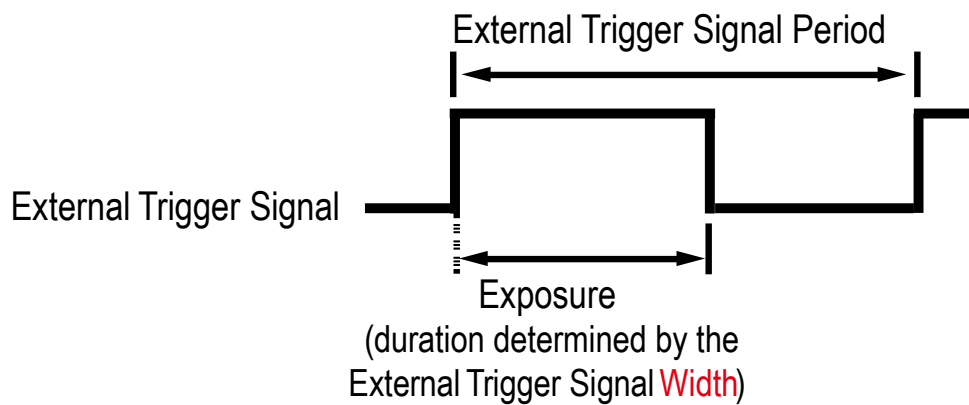 External Trigger Signal Period
External Trigger Signal
Exposure
(duration determined by the
External Trigger Signal Width)